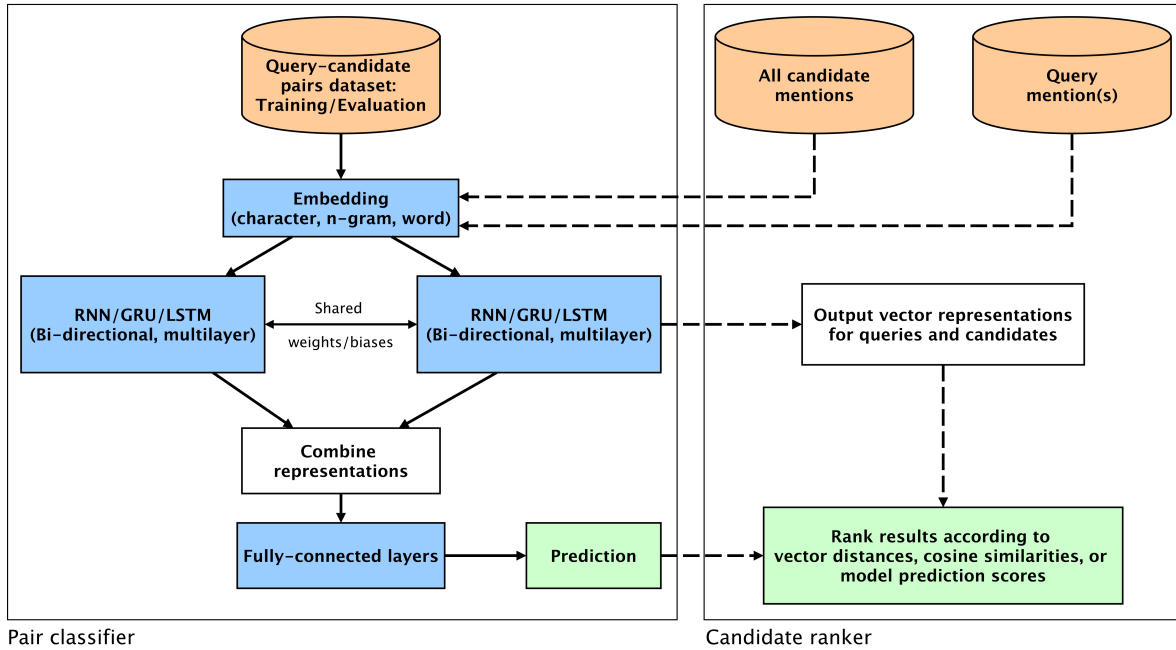 Query-candidate
pairs dataset:
Training/Evaluation
Embedding
(character, n-gram, word)
RNN/GRU/LSTM
(Bi-directional, multilayer)
Shared
weights/biases
RNN/GRU/LSTM
(Bi-directional, multilayer)
Combine
representations
Fully-connected layers
Prediction
Pair classifier
All candidate
mentions
Query
mention(s)
Output vector representations
for queries and candidates
Rank results according to
vector distances, cosine similarities, or
model prediction scores
Candidate ranker